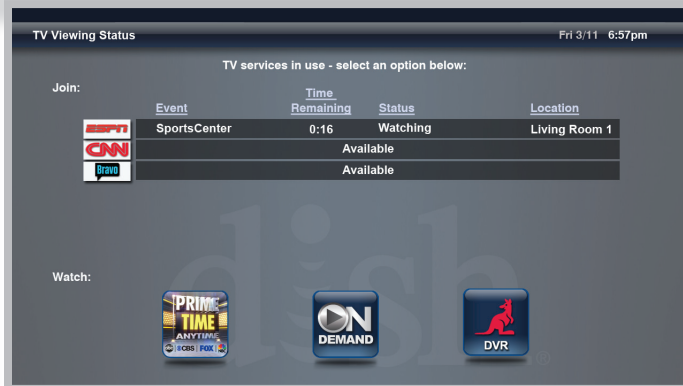 TV Viewing Status
Fri 3/11 6:57pm
TV services in use - select an option below:
Join:
Event
Time
Remaining
Status
Location
ESPN
SportsCenter
0:16
Watching
Living Room 1
CNN
Available
Bravo
Available
dish
Watch:
PRIME
TIME
ANYTIME
abc CBS FOX
ON
DEMAND
DVR